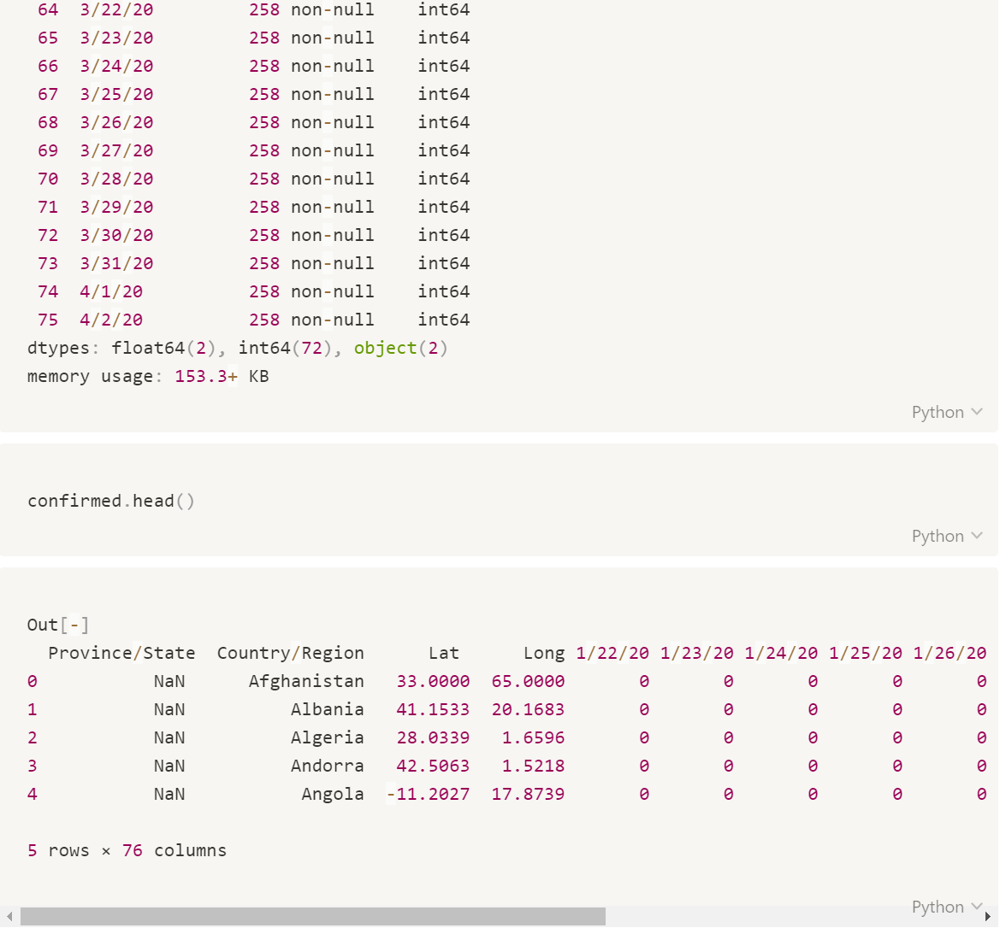 64  3/22/20         258 non-null    int64
65  3/23/20         258 non-null    int64
66  3/24/20         258 non-null    int64
67  3/25/20         258 non-null    int64
68  3/26/20         258 non-null    int64
69  3/27/20         258 non-null    int64
70  3/28/20         258 non-null    int64
71  3/29/20         258 non-null    int64
72  3/30/20         258 non-null    int64
73  3/31/20         258 non-null    int64
74  4/1/20          258 non-null    int64
75  4/2/20          258 non-null    int64
dtypes: float64(2), int64(72), object(2)
memory usage: 153.3+ KB
Python
confirmed.head()
Python
Out[-]
Province/State  Country/Region      Lat      Long 1/22/20 1/23/20 1/24/20 1/25/20 1/26/20
0           NaN      Afghanistan   33.0000  65.0000       0       0       0       0       0
1           NaN          Albania   41.1533  20.1683       0       0       0       0       0
2           NaN          Algeria   28.0339   1.6596       0       0       0       0       0
3           NaN          Andorra   42.5063   1.5218       0       0       0       0       0
4           NaN           Angola  -11.2027  17.8739       0       0       0       0       0
5 rows × 76 columns
Python